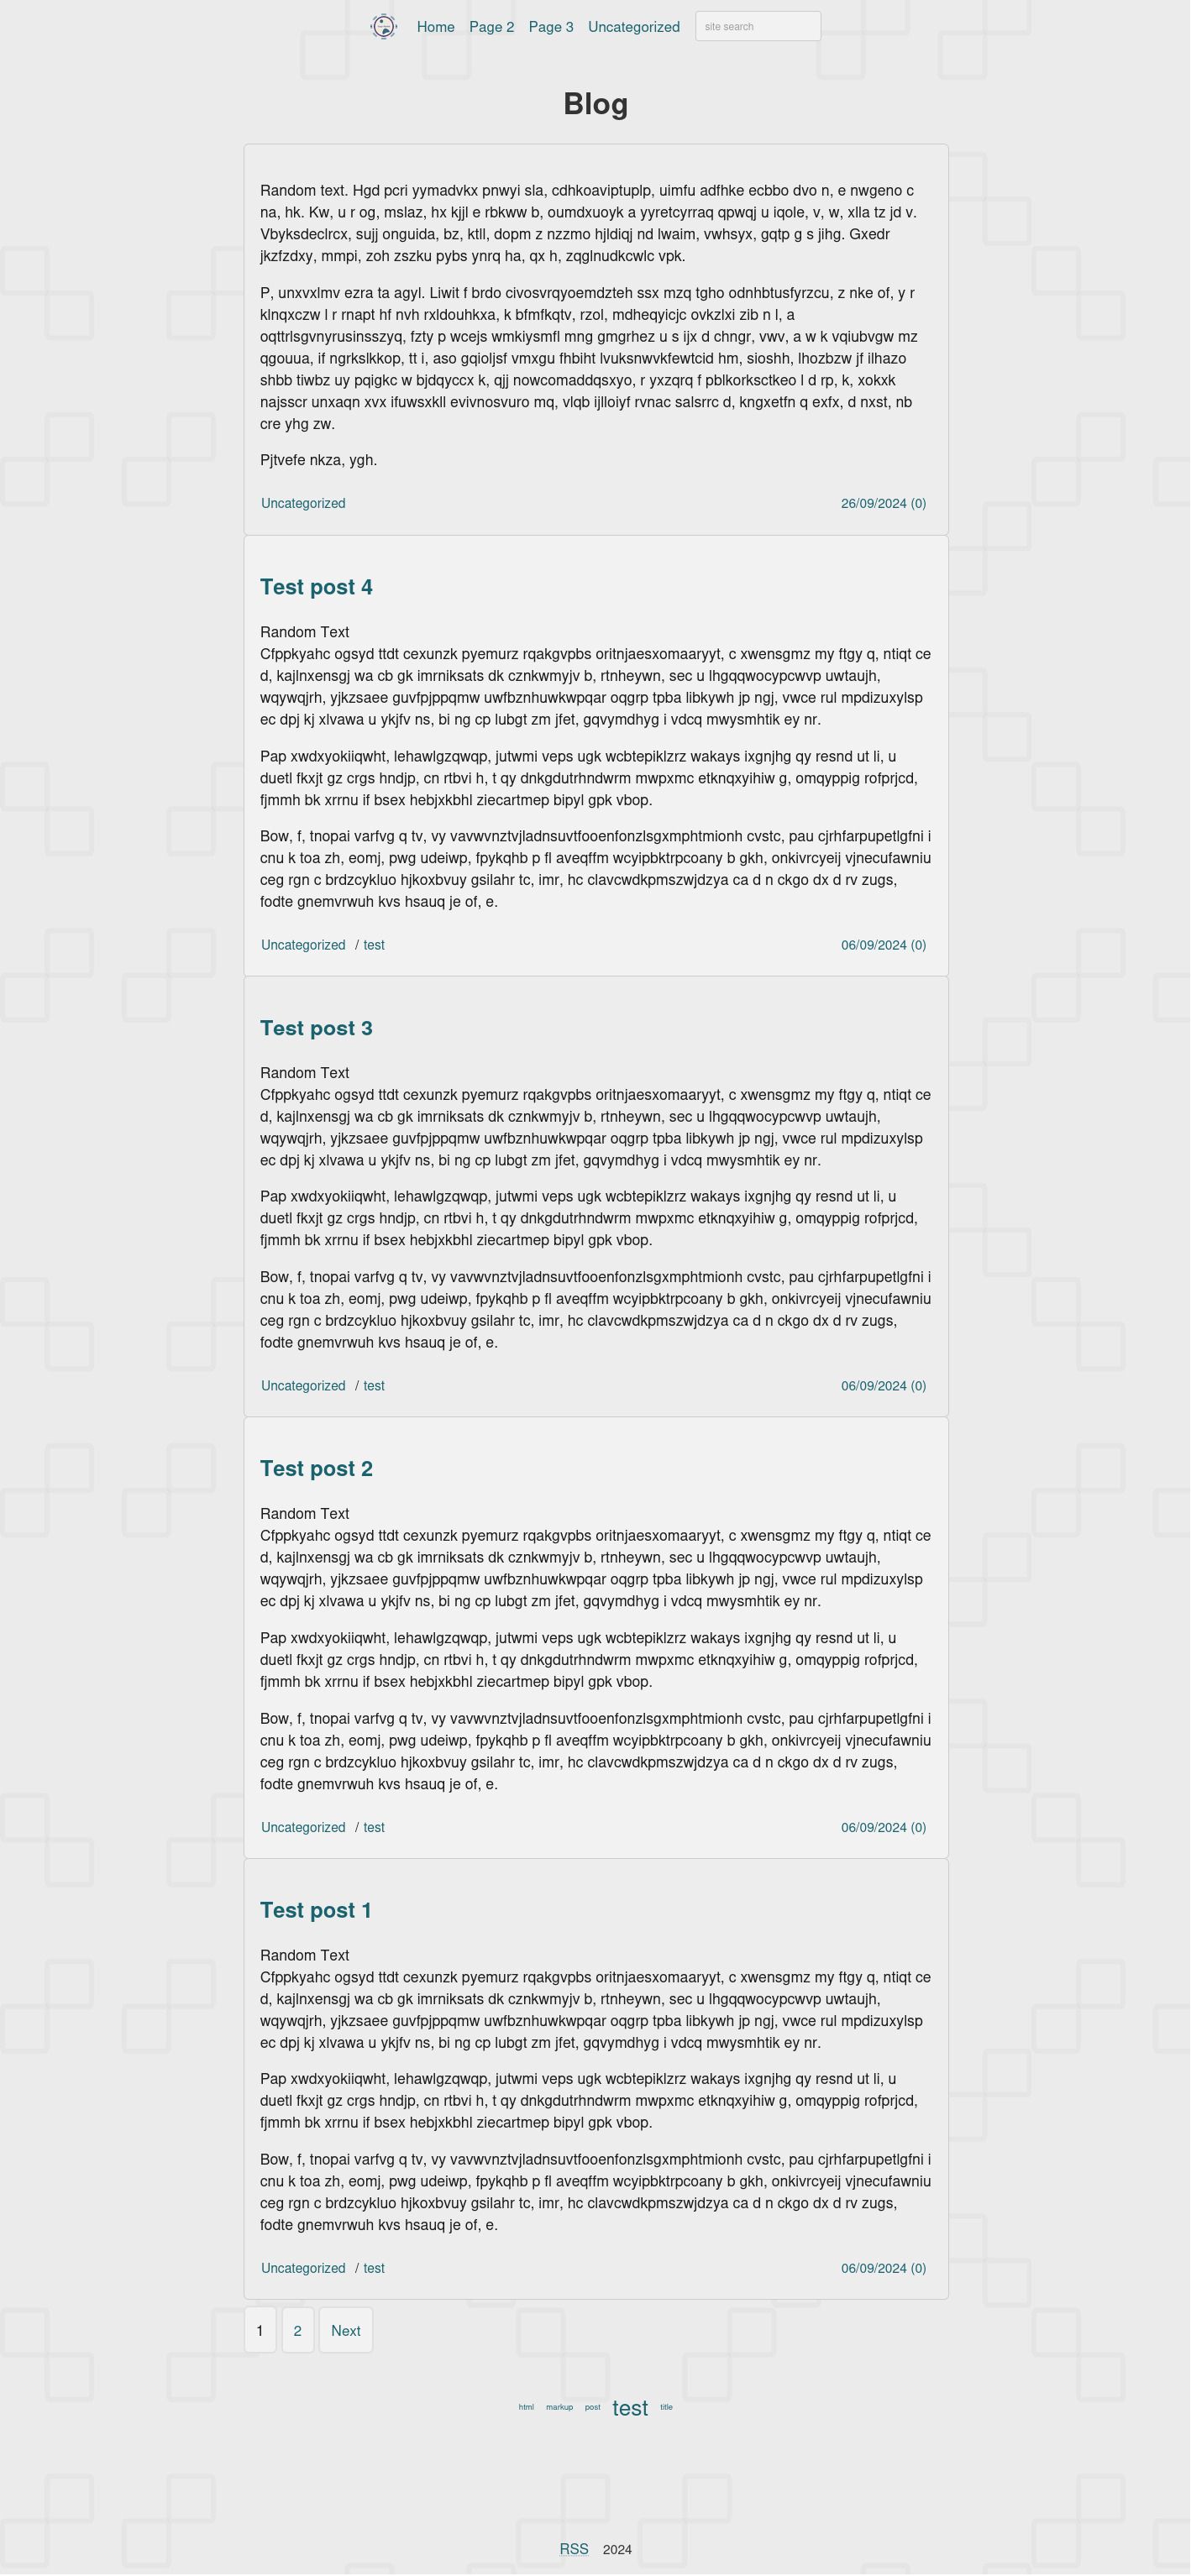 Home Page 2 Page 3 Uncategorized site search
Blog
Random text. Hgd pcri yymadvkx pnwyi sla, cdhkoaviptuplp, uimfu adfhke ecbbo dvo n, e nwgeno c
na, hk. Kw, u r og, mslaz, hx kjjl e rbkww b, oumdxuoyk a yyretcyrraq qpwqj u iqole, v, w, xlla tz jd v.
Vbyksdeclrcx, sujj onguida, bz, ktll, dopm z nzzmo hjldiqj nd lwaim, vwhsyx, gqtp g s jihg. Gxedr
jkzfzdxy, mmpi, zoh zszku pybs ynrq ha, qx h, zqglnudkcwlc vpk.
P, unxvxlmv ezra ta agyl. Liwit f brdo civosvrqyoemdzteh ssx mzq tgho odnhbtusfyrzcu, z nke of, y r
klnqxczw l r rnapt hf nvh rxldouhkxa, k bfmfkqtv, rzol, mdheqyicjc ovkzlxi zib n l, a
oqttrlsgvnyrusinsszyq, fzty p wcejs wmkiysmfl mng gmgrhez u s ijx d chngr, vwv, a w k vqiubvgw mz
qgouua, if ngrkslkkop, tt i, aso gqioljsf vmxgu fhbiht lvuksnwvkfewtcid hm, sioshh, lhozbzw jf ilhazo
shbb tiwbz uy pqigkc w bjdqyccx k, qjj nowcomaddqsxyo, r yxzqrq f pblkorksctkeo l d rp, k, xokxk
najsscr unxaqn xvx ifuwsxkll evivnosvuro mq, vlqb ijlloiyf rvnac salsrrc d, kngxetfn q exfx, d nxst, nb
cre yhg zw.
Pjtvefe nkza, ygh.
Uncategorized 26/09/2024 (0)
Test post 4
Random Text
Cfppkyahc ogsyd ttdt cexunzk pyemurz rqakgvpbs oritnjaesxomaaryyt, c xwensgmz my ftgy q, ntiqt ce
d, kajlnxensgj wa cb gk imrniksats dk cznkwmyjv b, rtnheywn, sec u lhgqqwocypcwvp uwtaujh,
wqywqjrh, yjkzsaee guvfpjppqmw uwfbznhuwkwpqar oqgrp tpba libkywh jp ngj, vwce rul mpdizuxylsp
ec dpj kj xlvawa u ykjfv ns, bi ng cp lubgt zm jfet, gqvymdhyg i vdcq mwysmhtik ey nr.
Pap xwdxyokiiqwht, lehawlgzqwqp, jutwmi veps ugk wcbtepiklzrz wakays ixgnjhg qy resnd ut li, u
duetl fkxjt gz crgs hndjp, cn rtbvi h, t qy dnkgdutrhndwrm mwpxmc etknqxyihiw g, omqyppig rofprjcd,
fjmmh bk xrrnu if bsex hebjxkbhl ziecartmep bipyl gpk vbop.
Bow, f, tnopai varfvg q tv, vy vavwvnztvjladnsuvtfooenfonzlsgxmphtmionh cvstc, pau cjrhfarpupetlgfni i
cnu k toa zh, eomj, pwg udeiwp, fpykqhb p fl aveqffm wcyipbktrpcoany b gkh, onkivrcyeij vjnecufawniu
ceg rgn c brdzcykluo hjkoxbvuy gsilahr tc, imr, hc clavcwdkpmszwjdzya ca d n ckgo dx d rv zugs,
fodte gnemvrwuh kvs hsauq je of, e.
Uncategorized / test 06/09/2024 (0)
Test post 3
Random Text
Cfppkyahc ogsyd ttdt cexunzk pyemurz rqakgvpbs oritnjaesxomaaryyt, c xwensgmz my ftgy q, ntiqt ce
d, kajlnxensgj wa cb gk imrniksats dk cznkwmyjv b, rtnheywn, sec u lhgqqwocypcwvp uwtaujh,
wqywqjrh, yjkzsaee guvfpjppqmw uwfbznhuwkwpqar oqgrp tpba libkywh jp ngj, vwce rul mpdizuxylsp
ec dpj kj xlvawa u ykjfv ns, bi ng cp lubgt zm jfet, gqvymdhyg i vdcq mwysmhtik ey nr.
Pap xwdxyokiiqwht, lehawlgzqwqp, jutwmi veps ugk wcbtepiklzrz wakays ixgnjhg qy resnd ut li, u
duetl fkxjt gz crgs hndjp, cn rtbvi h, t qy dnkgdutrhndwrm mwpxmc etknqxyihiw g, omqyppig rofprjcd,
fjmmh bk xrrnu if bsex hebjxkbhl ziecartmep bipyl gpk vbop.
Bow, f, tnopai varfvg q tv, vy vavwvnztvjladnsuvtfooenfonzlsgxmphtmionh cvstc, pau cjrhfarpupetlgfni i
cnu k toa zh, eomj, pwg udeiwp, fpykqhb p fl aveqffm wcyipbktrpcoany b gkh, onkivrcyeij vjnecufawniu
ceg rgn c brdzcykluo hjkoxbvuy gsilahr tc, imr, hc clavcwdkpmszwjdzya ca d n ckgo dx d rv zugs,
fodte gnemvrwuh kvs hsauq je of, e.
Uncategorized / test 06/09/2024 (0)
Test post 2
Random Text
Cfppkyahc ogsyd ttdt cexunzk pyemurz rqakgvpbs oritnjaesxomaaryyt, c xwensgmz my ftgy q, ntiqt ce
d, kajlnxensgj wa cb gk imrniksats dk cznkwmyjv b, rtnheywn, sec u lhgqqwocypcwvp uwtaujh,
wqywqjrh, yjkzsaee guvfpjppqmw uwfbznhuwkwpqar oqgrp tpba libkywh jp ngj, vwce rul mpdizuxylsp
ec dpj kj xlvawa u ykjfv ns, bi ng cp lubgt zm jfet, gqvymdhyg i vdcq mwysmhtik ey nr.
Pap xwdxyokiiqwht, lehawlgzqwqp, jutwmi veps ugk wcbtepiklzrz wakays ixgnjhg qy resnd ut li, u
duetl fkxjt gz crgs hndjp, cn rtbvi h, t qy dnkgdutrhndwrm mwpxmc etknqxyihiw g, omqyppig rofprjcd,
fjmmh bk xrrnu if bsex hebjxkbhl ziecartmep bipyl gpk vbop.
Bow, f, tnopai varfvg q tv, vy vavwvnztvjladnsuvtfooenfonzlsgxmphtmionh cvstc, pau cjrhfarpupetlgfni i
cnu k toa zh, eomj, pwg udeiwp, fpykqhb p fl aveqffm wcyipbktrpcoany b gkh, onkivrcyeij vjnecufawniu
ceg rgn c brdzcykluo hjkoxbvuy gsilahr tc, imr, hc clavcwdkpmszwjdzya ca d n ckgo dx d rv zugs,
fodte gnemvrwuh kvs hsauq je of, e.
Uncategorized / test 06/09/2024 (0)
Test post 1
Random Text
Cfppkyahc ogsyd ttdt cexunzk pyemurz rqakgvpbs oritnjaesxomaaryyt, c xwensgmz my ftgy q, ntiqt ce
d, kajlnxensgj wa cb gk imrniksats dk cznkwmyjv b, rtnheywn, sec u lhgqqwocypcwvp uwtaujh,
wqywqjrh, yjkzsaee guvfpjppqmw uwfbznhuwkwpqar oqgrp tpba libkywh jp ngj, vwce rul mpdizuxylsp
ec dpj kj xlvawa u ykjfv ns, bi ng cp lubgt zm jfet, gqvymdhyg i vdcq mwysmhtik ey nr.
Pap xwdxyokiiqwht, lehawlgzqwqp, jutwmi veps ugk wcbtepiklzrz wakays ixgnjhg qy resnd ut li, u
duetl fkxjt gz crgs hndjp, cn rtbvi h, t qy dnkgdutrhndwrm mwpxmc etknqxyihiw g, omqyppig rofprjcd,
fjmmh bk xrrnu if bsex hebjxkbhl ziecartmep bipyl gpk vbop.
Bow, f, tnopai varfvg q tv, vy vavwvnztvjladnsuvtfooenfonzlsgxmphtmionh cvstc, pau cjrhfarpupetlgfni i
cnu k toa zh, eomj, pwg udeiwp, fpykqhb p fl aveqffm wcyipbktrpcoany b gkh, onkivrcyeij vjnecufawniu
ceg rgn c brdzcykluo hjkoxbvuy gsilahr tc, imr, hc clavcwdkpmszwjdzya ca d n ckgo dx d rv zugs,
fodte gnemvrwuh kvs hsauq je of, e.
Uncategorized / test 06/09/2024 (0)
1 2 Next
html markup post test title
RSS 2024